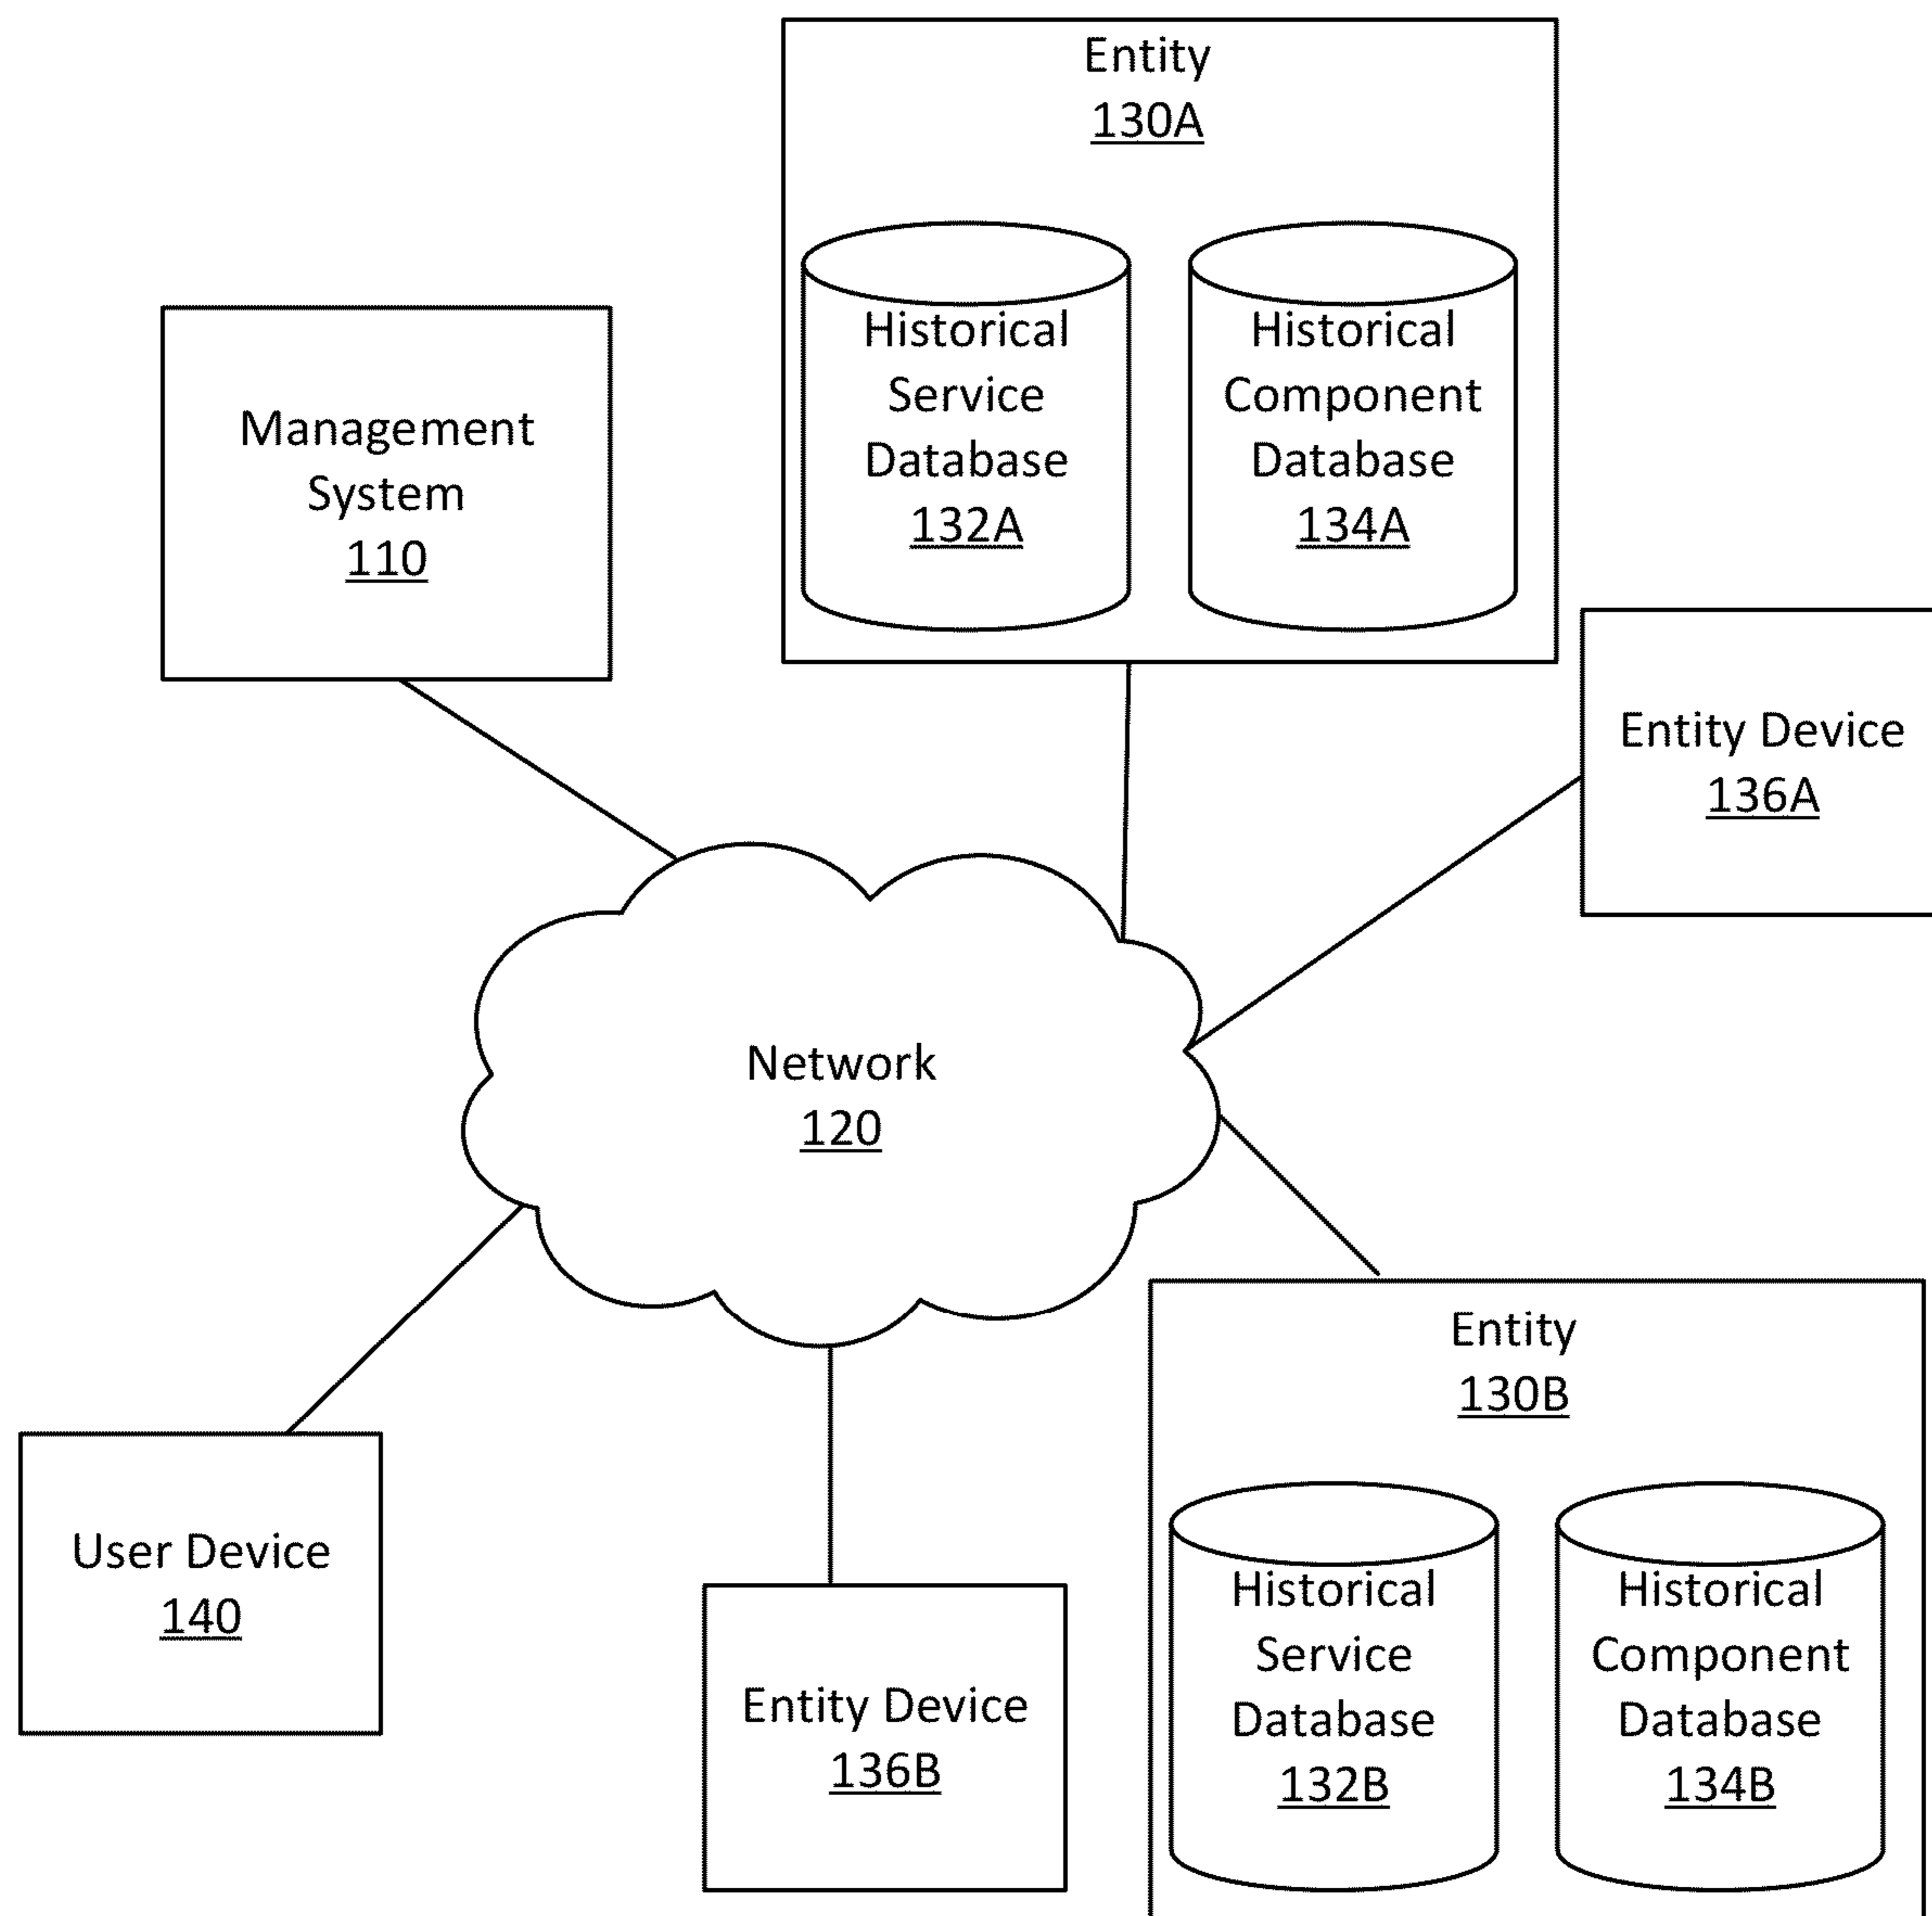 Entity
130A
Historical
Service
Database
132A
Historical
Component
Database
134A
Management
System
110
Entity Device
136A
Network
120
Entity
130B
Historical
Service
Database
132B
Historical
Component
Database
134B
User Device
140
Entity Device
136B